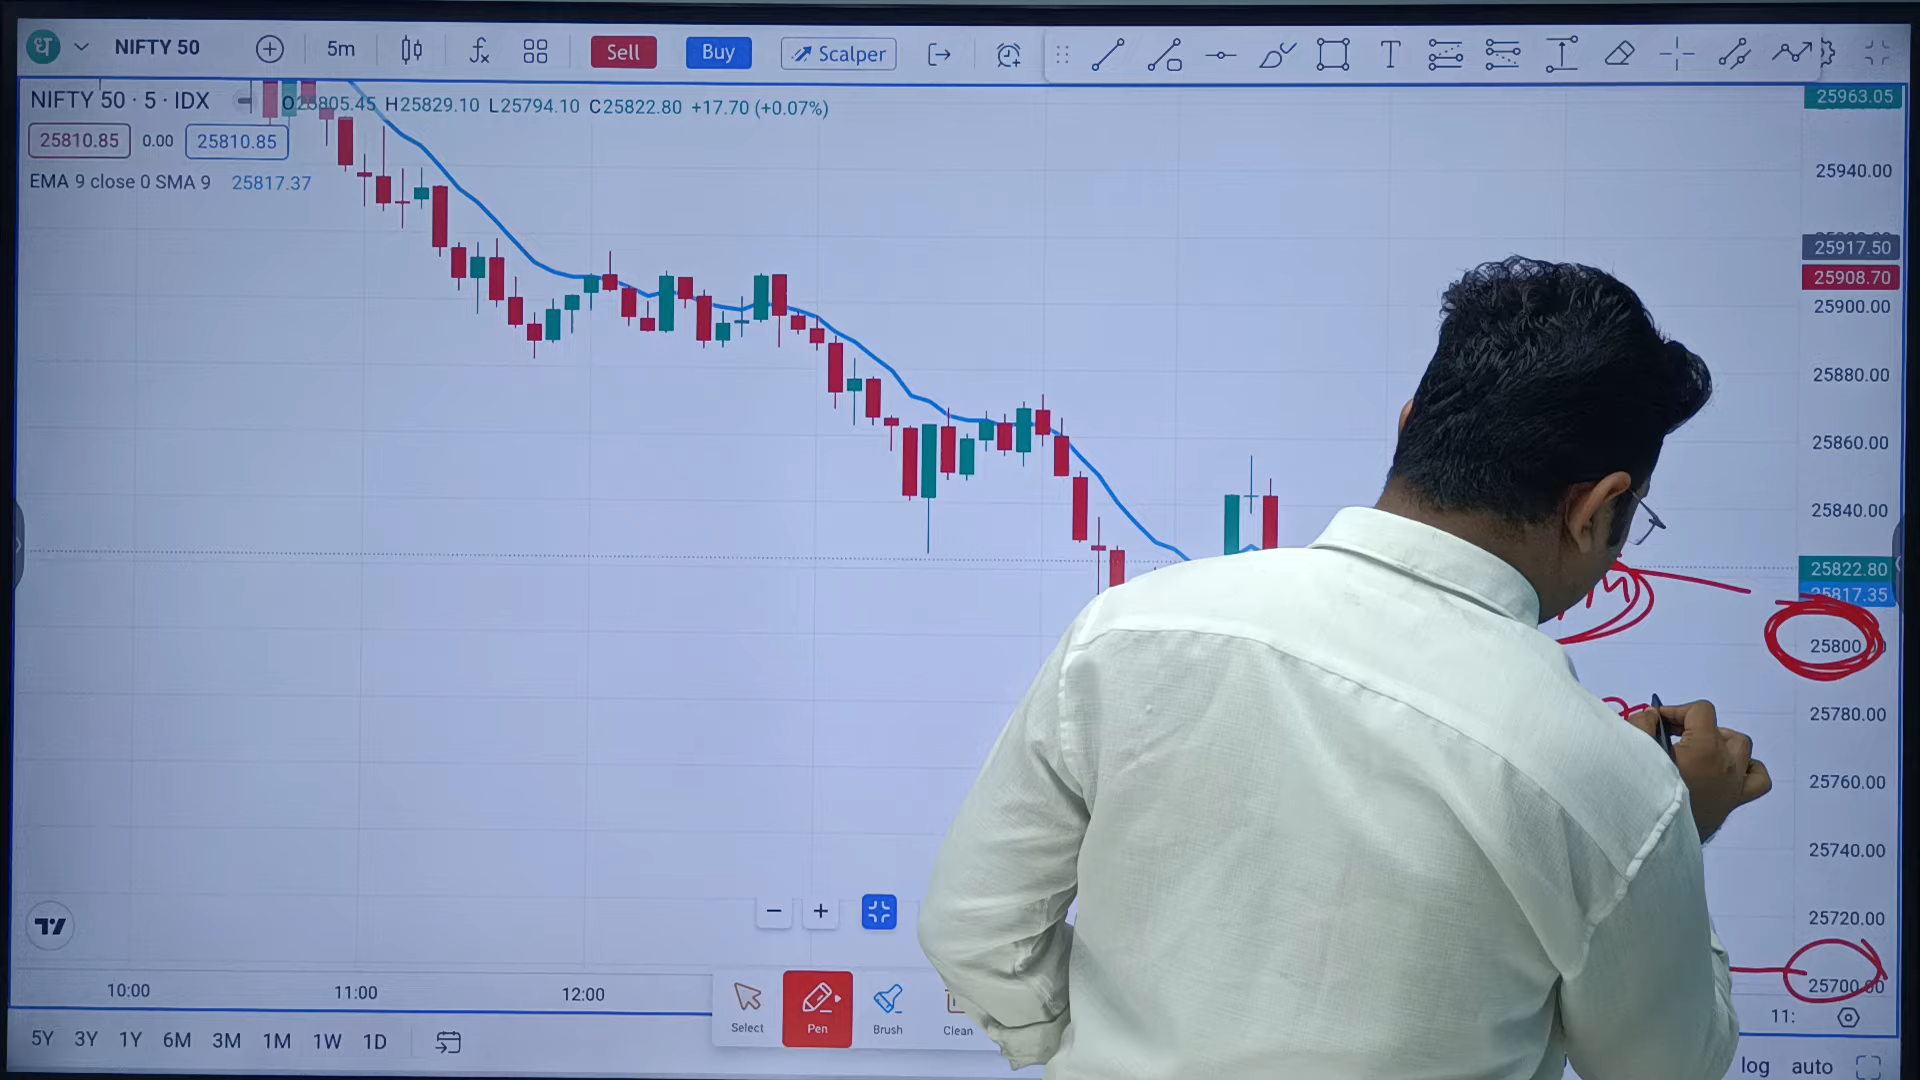 ध NIFTY 50 5m Sell Buy Scalper T
NIFTY 50 · 5 · IDX O25805.45 H25829.10 L25794.10 C25822.80 +17.70 (+0.07%)
25810.85 0.00 25810.85
EMA 9 close 0 SMA 9 25817.37
25963.05
25940.00
25917.50
25908.70
25900.00
25880.00
25860.00
25840.00
25822.80
25817.35
25800
25780.00
25760.00
25740.00
25720.00
25700.00
10:00 11:00 12:00 11:
Select Pen Brush Clean
5Y 3Y 1Y 6M 3M 1M 1W 1D
log auto